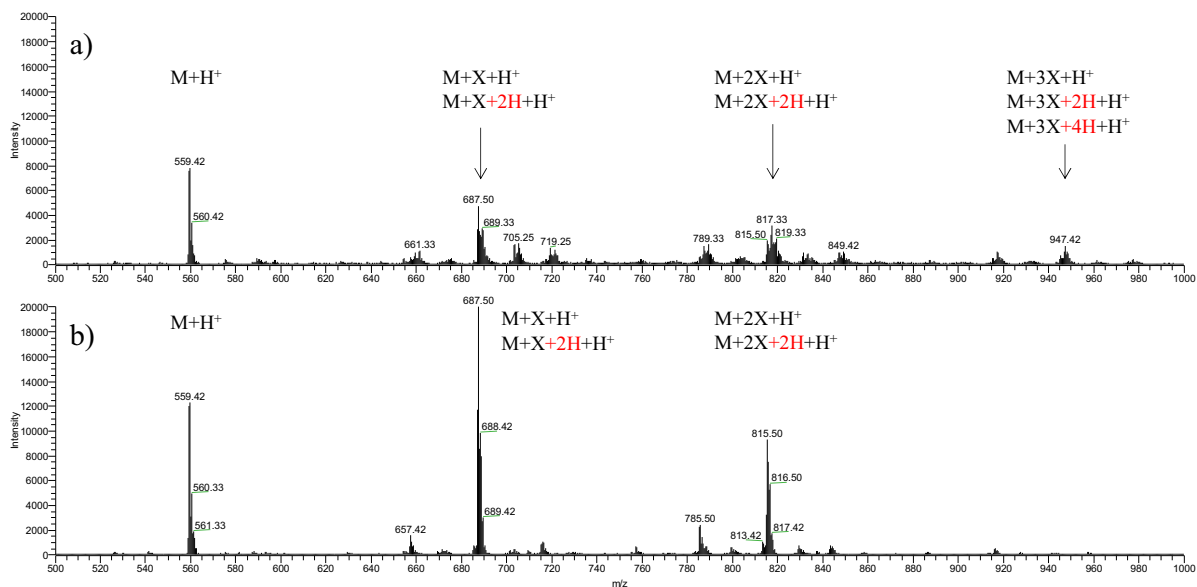 a)
M+H⁺
M+X+H⁺
M+X+2H+H⁺
M+2X+H⁺
M+2X+2H+H⁺
M+3X+H⁺
M+3X+2H+H⁺
M+3X+4H+H⁺
Intensity
20000
18000
16000
14000
12000
10000
8000
6000
4000
2000
0
559.42
560.42
661.33
687.50
689.33
705.25
719.25
789.33
815.50
817.33
819.33
849.42
947.42
500 520 540 560 580 600 620 640 660 680 700 720 740 760 780 800 820 840 860 880 900 920 940 960 980 1000
b)
M+H⁺
M+X+H⁺
M+X+2H+H⁺
M+2X+H⁺
M+2X+2H+H⁺
Intensity
20000
18000
16000
14000
12000
10000
8000
6000
4000
2000
0
559.42
560.33
561.33
657.42
687.50
688.42
689.42
785.50
813.42
815.50
816.50
817.42
500 520 540 560 580 600 620 640 660 680 700 720 740 760 780 800 820 840 860 880 900 920 940 960 980 1000
m/z